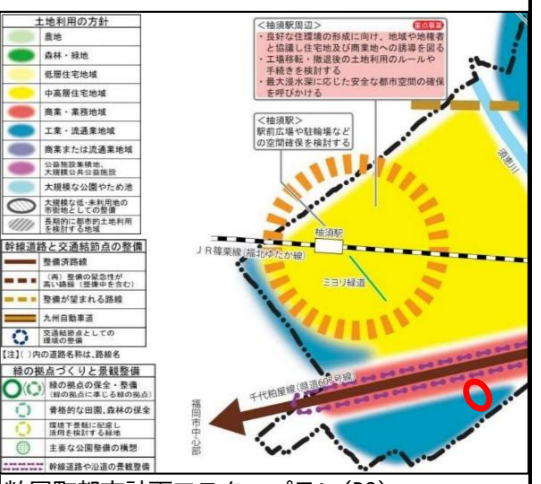 土地利用の方針
農地
森林・緑地
低層住宅地域
中高層住宅地域
商業・業務地域
工業・流通業地域
商業または流通業地域
公益施設集積地、
大規模公共公益施設
大規模な公園やため池
大規模な低・未利用地の
市街地としての整備
長期的に都市的土地利用
を検討する地域
幹線道路と交通結節点の整備
整備済路線
(再)整備の緊急性が
高い路線(整備中を含む)
整備が望まれる路線
九州自動車道
交通結節点としての
環境の整備
【注】( )内の道路名称は、路線名
緑の拠点づくりと景観整備
緑の拠点の保全・整備
(緑の拠点に準じる緑の拠点)
骨格的な田園、森林の保全
環境下景観に配慮し
活用を検討する緑地
主要な公園整備の構想
幹線道路や沿道の景観整備
<柚須駅周辺>
重点事業
・良好な住環境の形成に向け、地域や地権者
と協議し住宅地及び商業地への誘導を図る
・工場移転・撤退後の土地利用のルールや
手続きを検討する
・最大浸水深に応じた安全な都市空間の確保
を呼びかける
<柚須駅>
駅前広場や駐輪場など
の空間確保を検討する
須恵川
柚須駅
JR篠栗線(福北ゆたか線)
ミヨリ緑道
千代粕屋線(県道607号線)
福岡市中心部
粕屋町都市計画マスタープラン